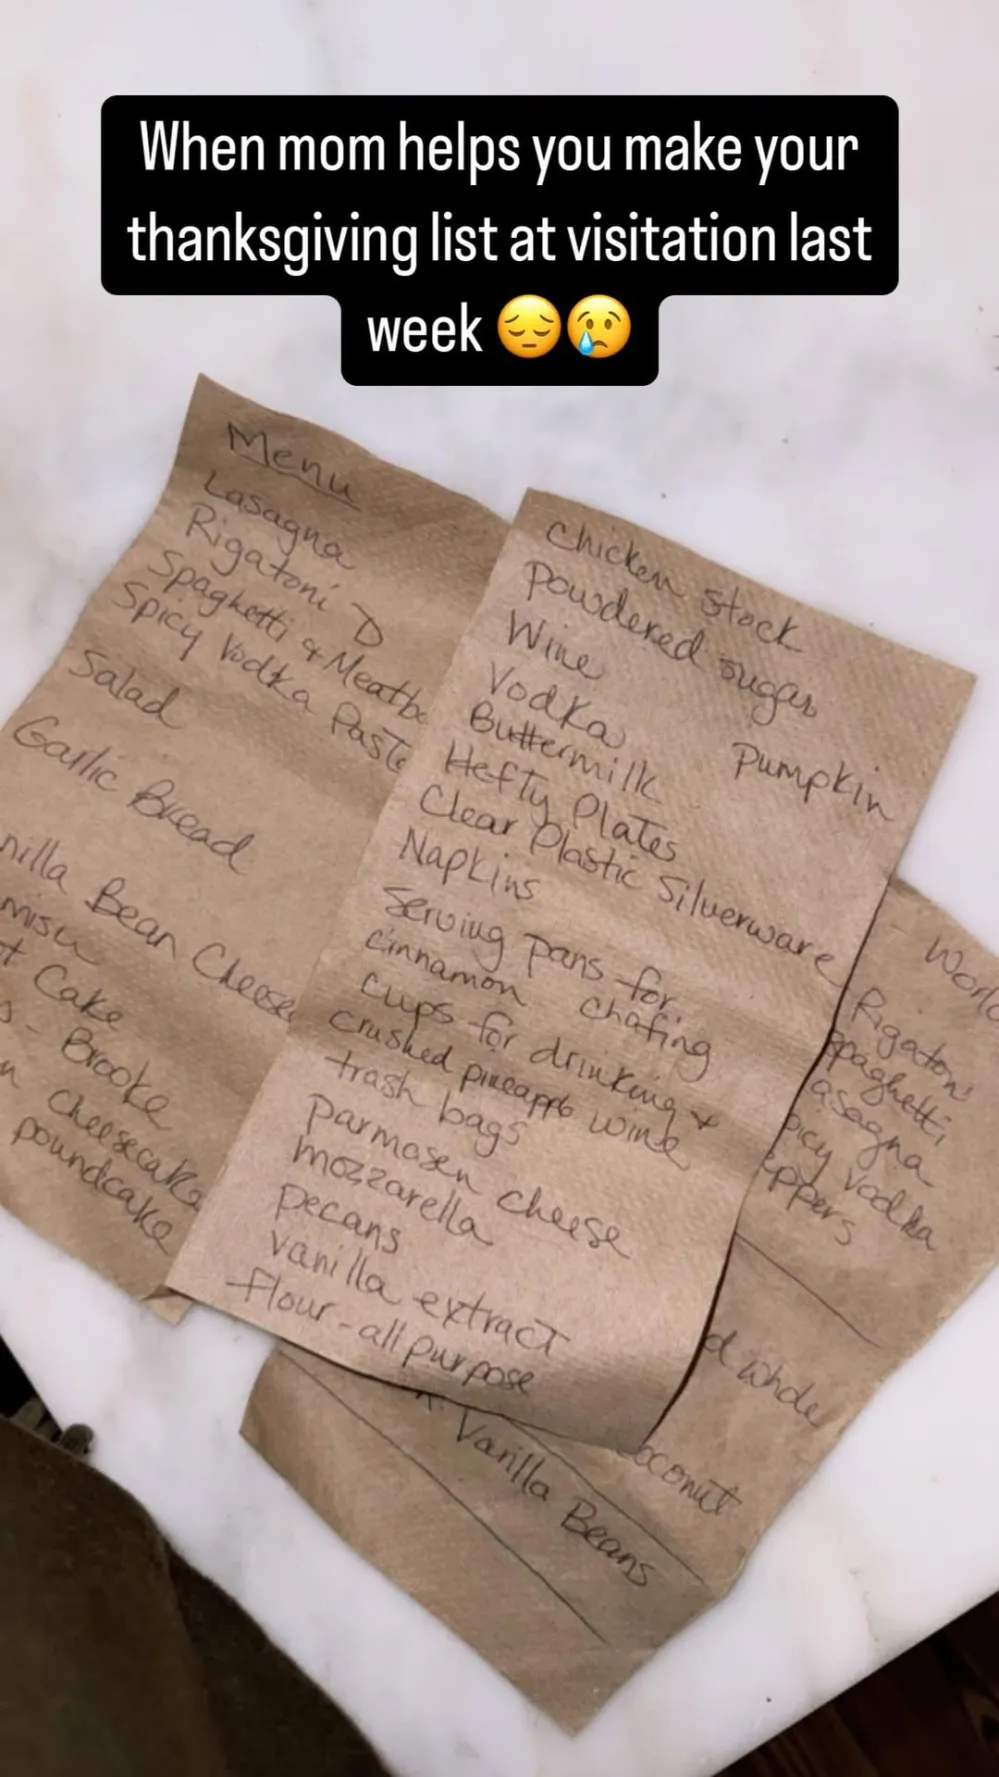 When mom helps you make your
thanksgiving list at visitation last
week 😔😢
Menu
Lasagna
Rigatoni D
Spaghetti & Meatb
Spicy Vodka Pasta
Salad
Garlic Bread
nilla Bean Cheese
misu
ot Cake
- Brooke
n Cheesecake
poundcake
Chicken stock
Powdered sugar
Wine
Vodka
Pumpkin
Buttermilk
Hefty Plates
Clear Plastic Silverware
Napkins
Serving pans for
chafing
cinnamon
cups for drinking &
wine
crushed pineapple
trash bags
parmasen cheese
mozzarella
pecans
vanilla extract
flour - all purpose
Rigatoni
spaghetti
asagna
picy Vodka
eppers
d whole
oconut
Vanilla Beans